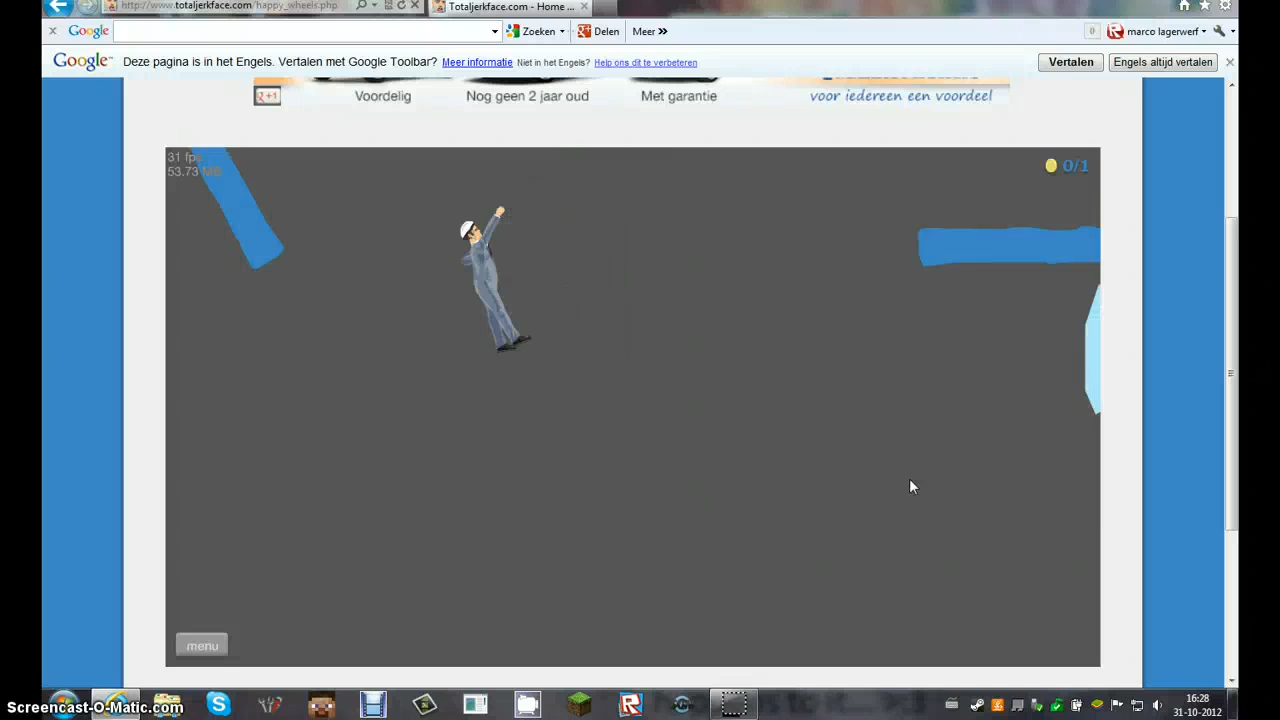 http://www.totaljerkface.com/happy_wheels.php
Totaljerkface.com - Home ...
Google
Zoeken
Delen
Meer »
0
marco lagerwerf
Google™ Deze pagina is in het Engels. Vertalen met Google Toolbar? Meer informatie Niet in het Engels? Help ons dit te verbeteren
Vertalen
Engels altijd vertalen
g+1
Voordelig
Nog geen 2 jaar oud
Met garantie
voor iedereen een voordeel
31 fps
53.73 MB
0/1
menu
Screencast-O-Matic.com
16:28
31-10-2012